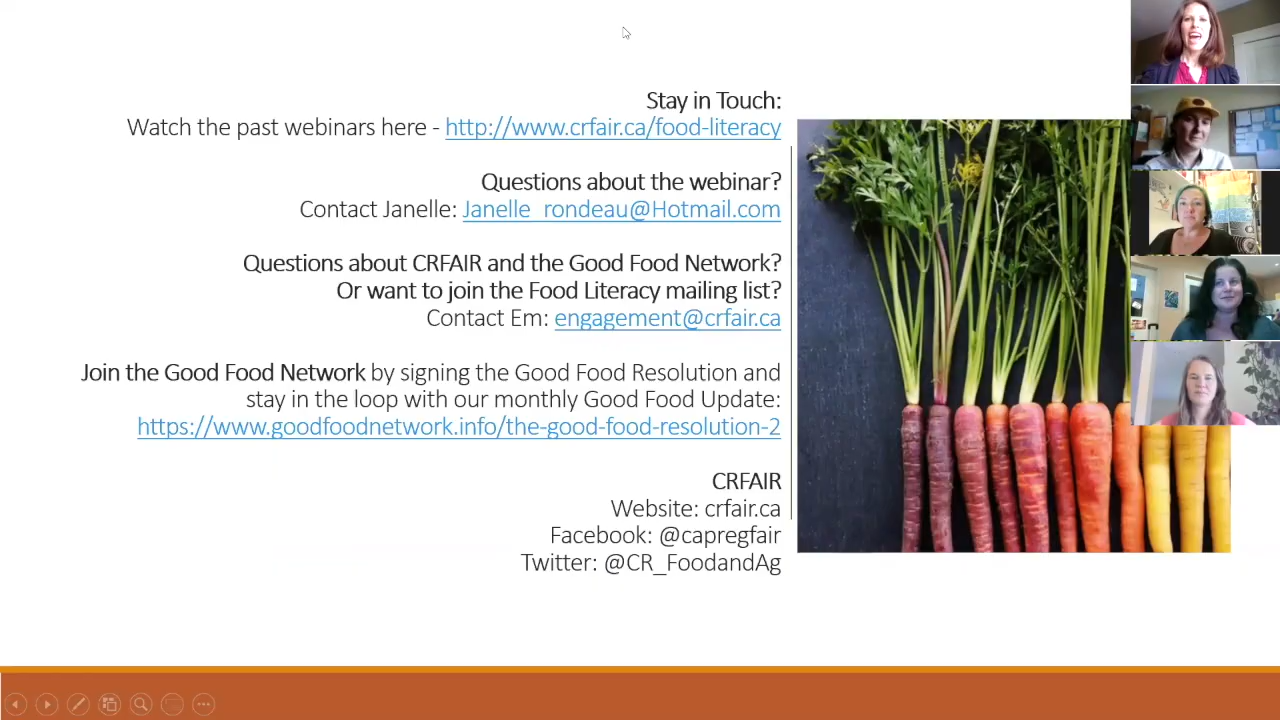 Stay in Touch:
Watch the past webinars here - http://www.crfair.ca/food-literacy
Questions about the webinar?
Contact Janelle: Janelle_rondeau@Hotmail.com
Questions about CRFAIR and the Good Food Network?
Or want to join the Food Literacy mailing list?
Contact Em: engagement@crfair.ca
Join the Good Food Network by signing the Good Food Resolution and
stay in the loop with our monthly Good Food Update:
https://www.goodfoodnetwork.info/the-good-food-resolution-2
CRFAIR
Website: crfair.ca
Facebook: @capregfair
Twitter: @CR_FoodandAg